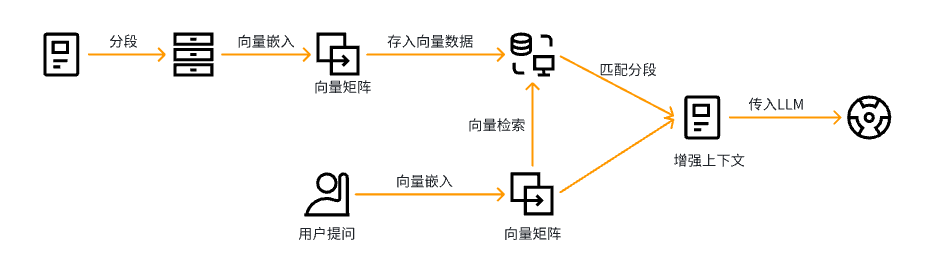 分段
向量嵌入
存入向量数据
向量矩阵
匹配分段
向量检索
传入LLM
增强上下文
向量嵌入
用户提问
向量矩阵